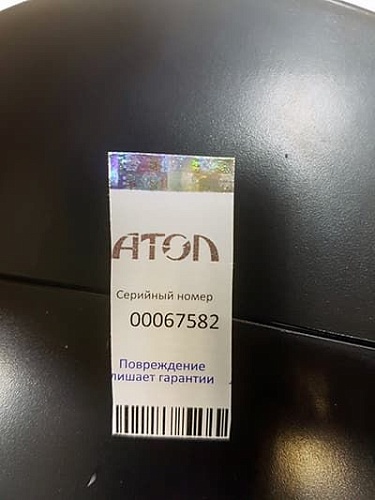 АТОЛ
Серийный номер
00067582
Повреждение
лишает гарантии